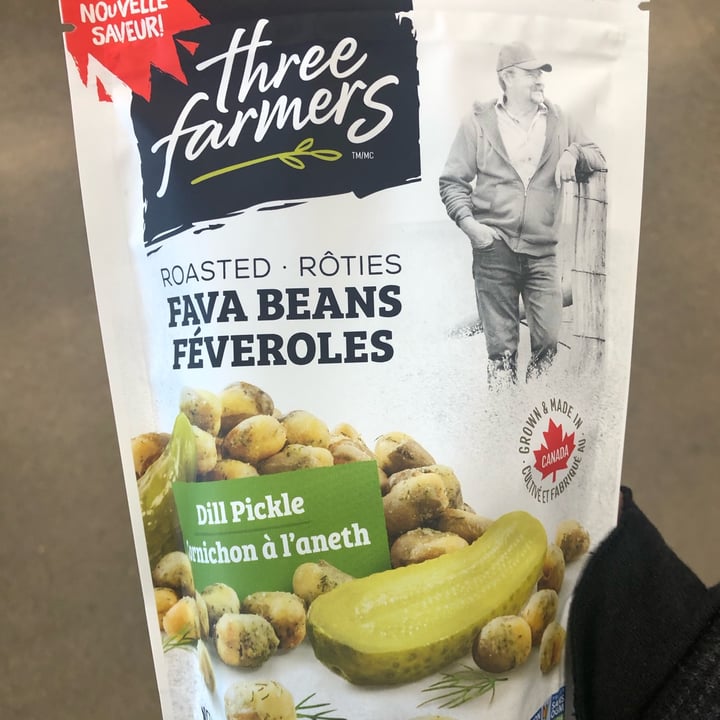 NOUVELLE
SAVEUR!
three
farmers
TM/MC
ROASTED · RÔTIES
FAVA BEANS
FÉVEROLES
GROWN & MADE IN
CANADA
CULTIVÉ ET FABRIQUÉ AU
Dill Pickle
ornichon à l'aneth